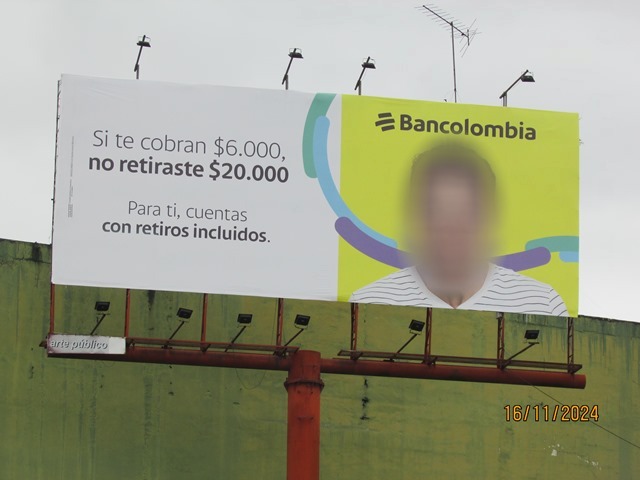 Si te cobran $6.000,
no retiraste $20.000
Para ti, cuentas
con retiros incluidos.
Bancolombia
arte público
16/11/2024